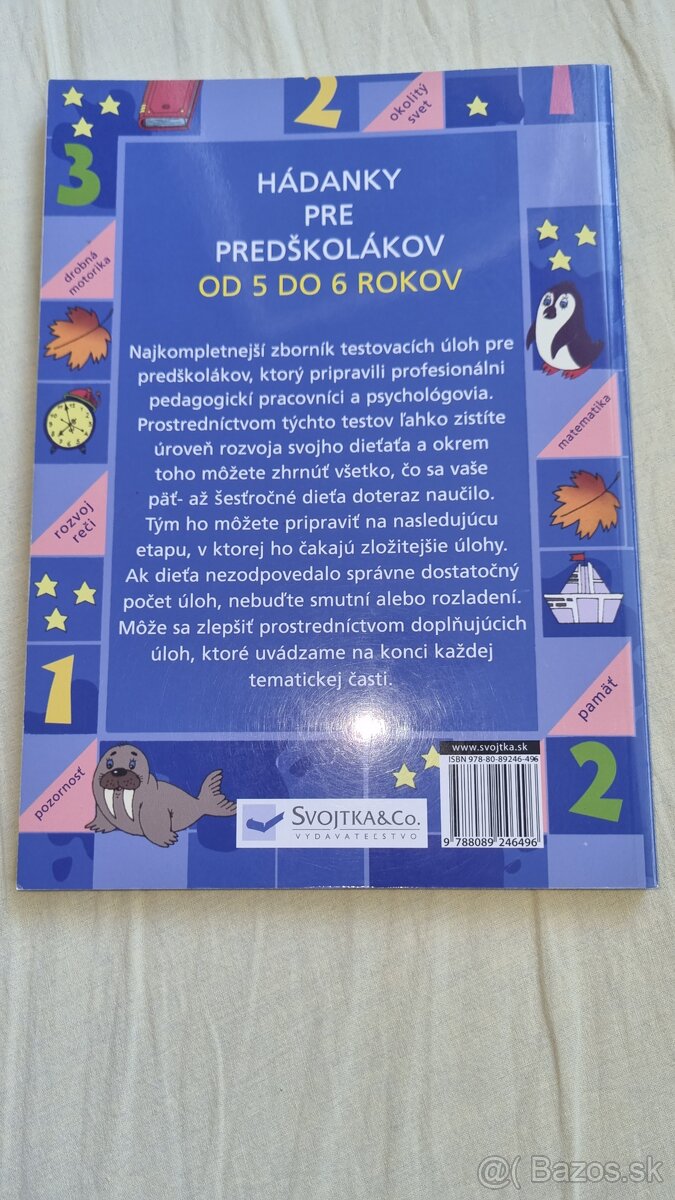 2
okolitý
svet
3
HÁDANKY
PRE
PREDŠKOLÁKOV
OD 5 DO 6 ROKOV
drobná
motorika
Najkompletnejší zborník testovacích úloh pre
predškolákov, ktorý pripravili profesionálni
pedagogickí pracovníci a psychológovia.
Prostredníctvom týchto testov ľahko zistíte
úroveň rozvoja svojho dieťaťa a okrem
toho môžete zhrnúť všetko, čo sa vaše
päť- až šesťročné dieťa doteraz naučilo.
Tým ho môžete pripraviť na nasledujúcu
etapu, v ktorej ho čakajú zložitejšie úlohy.
Ak dieťa nezodpovedalo správne dostatočný
počet úloh, nebuďte smutní alebo rozladení.
Môže sa zlepšiť prostredníctvom doplňujúcich
úloh, ktoré uvádzame na konci každej
tematickej časti.
matematika
rozvoj
reči
1
pamäť
pozornosť
SVOJTKA&CO.
VYDAVATEĽSTVO
www.svojtka.sk
ISBN 978-80-89246-496
9 788089 246496
2
@( Bazos.sk